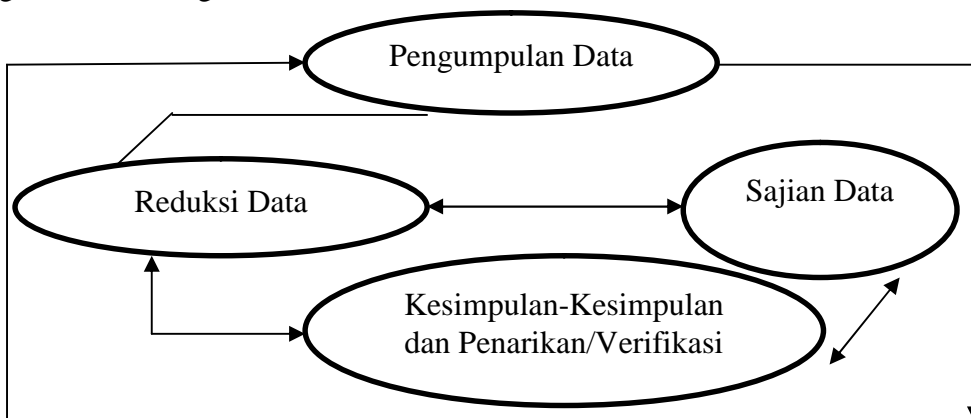 Pengumpulan Data
Reduksi Data
Sajian Data
Kesimpulan-Kesimpulan
dan Penarikan/Verifikasi